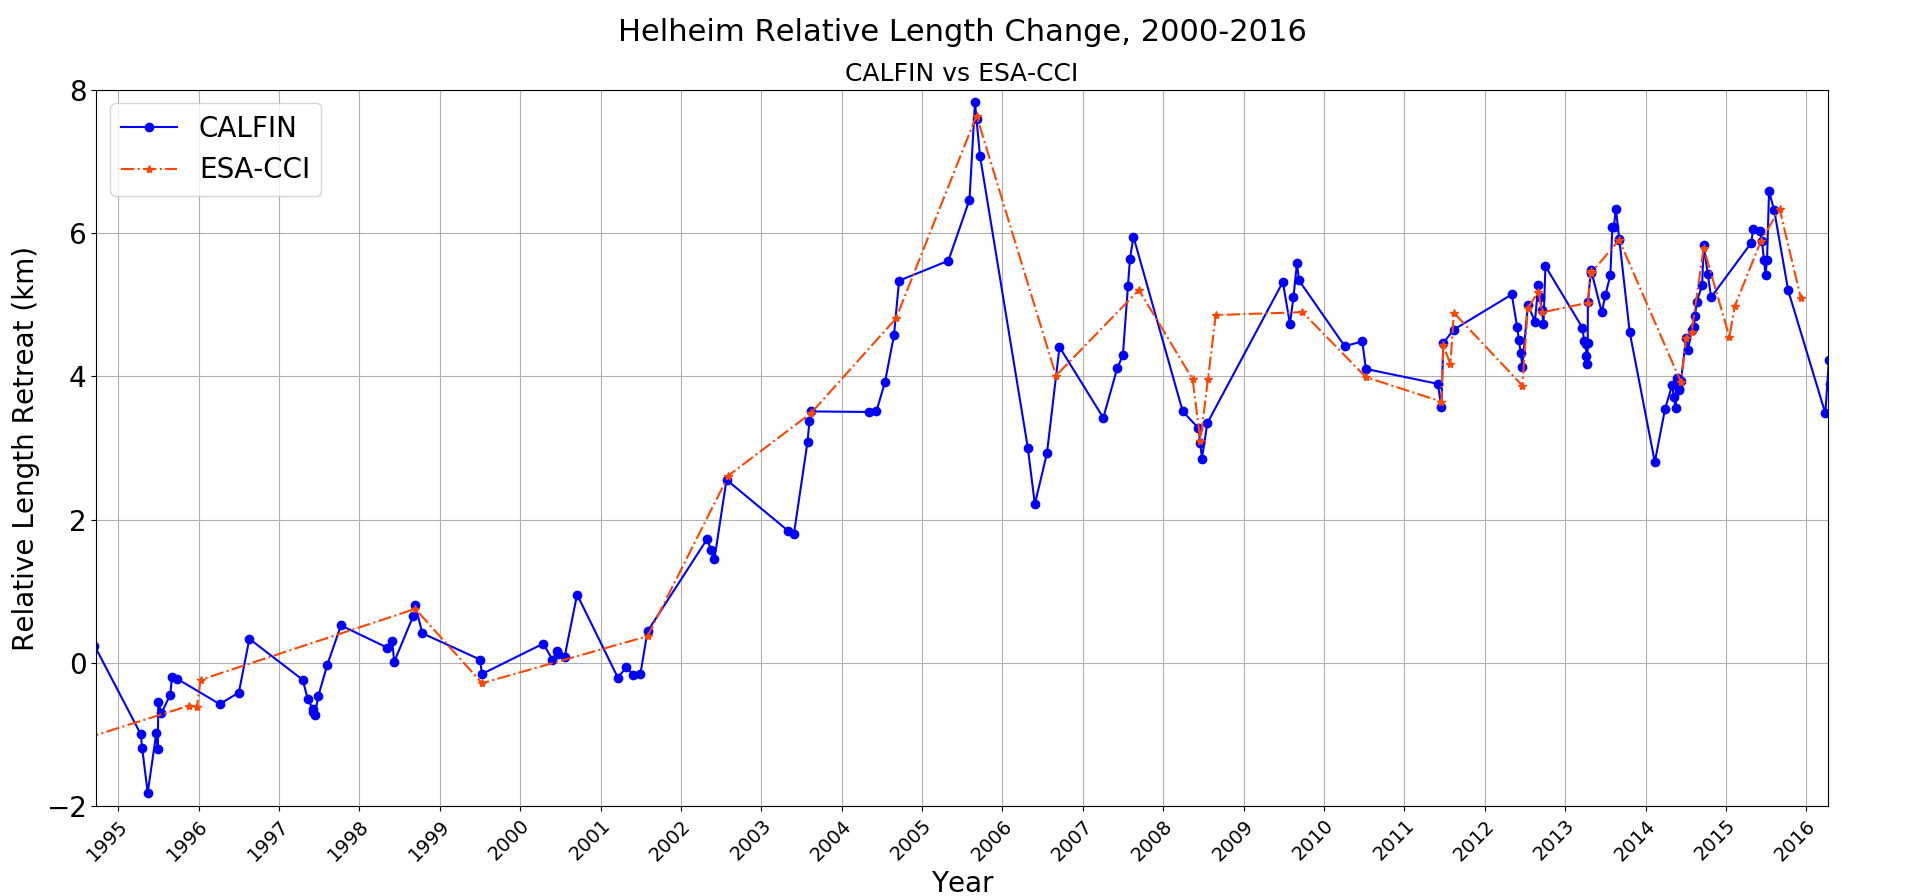 Helheim Relative Length Change, 2000-2016
CALFIN vs ESA-CCI
CALFIN
ESA-CCI
Relative Length Retreat (km)
8
6
4
2
0
−2
1995 1996 1997 1998 1999 2000 2001 2002 2003 2004 2005 2006 2007 2008 2009 2010 2011 2012 2013 2014 2015 2016
Year